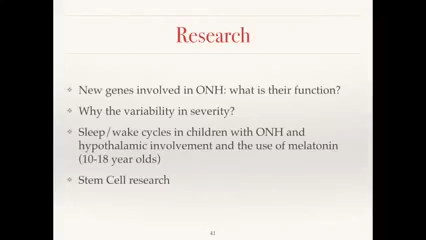 Research
❖ New genes involved in ONH: what is their function?
❖ Why the variability in severity?
❖ Sleep/wake cycles in children with ONH and
hypothalamic involvement and the use of melatonin
(10-18 year olds)
❖ Stem Cell research